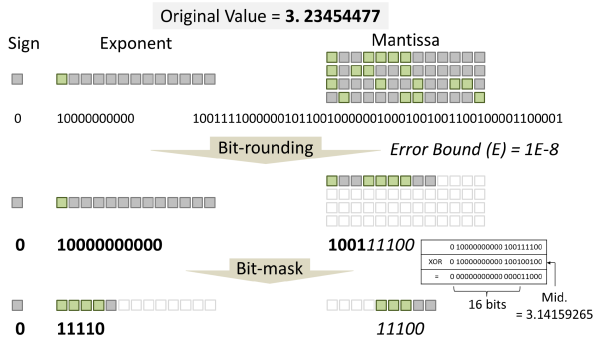 Original Value = 3. 23454477
Sign Exponent Mantissa
0 10000000000 1001111100000010110010000001000100100110010000110001
Bit-rounding Error Bound (E) = 1E-8
0 10000000000 100111100
Bit-mask
0 10000000000 100111100
XOR 0 10000000000 100100100
= 0 00000000000 000011000
16 bits
Mid.
= 3.14159265
0 11110 11100